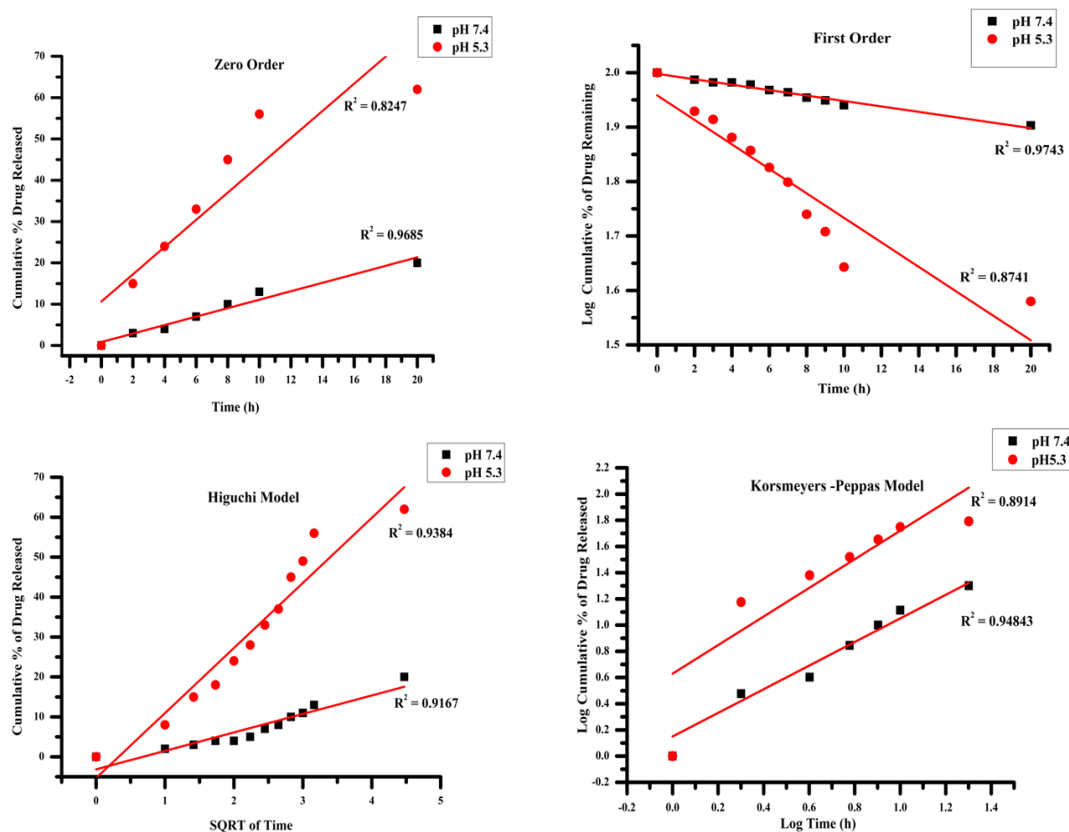 pH 7.4
pH 5.3
Zero Order
R² = 0.8247
R² = 0.9685
Cumulative % Drug Released
70
60
50
40
30
20
10
0
-2 0 2 4 6 8 10 12 14 16 18 20
Time (h)
pH 7.4
pH 5.3
First Order
R² = 0.9743
R² = 0.8741
Log Cumulative % of Drug Remaining
2.0
1.9
1.8
1.7
1.6
1.5
0 2 4 6 8 10 12 14 16 18 20
Time (h)
pH 7.4
pH 5.3
Higuchi Model
R² = 0.9384
R² = 0.9167
Cumulative % of Drug Released
70
60
50
40
30
20
10
0
0 1 2 3 4 5
SQRT of Time
pH 7.4
pH5.3
Korsmeyers -Peppas Model
R² = 0.8914
R² = 0.94843
Log Cumulative % of Drug Released
2.2
2.0
1.8
1.6
1.4
1.2
1.0
0.8
0.6
0.4
0.2
0.0
-0.2
-0.2 0.0 0.2 0.4 0.6 0.8 1.0 1.2 1.4
Log Time (h)